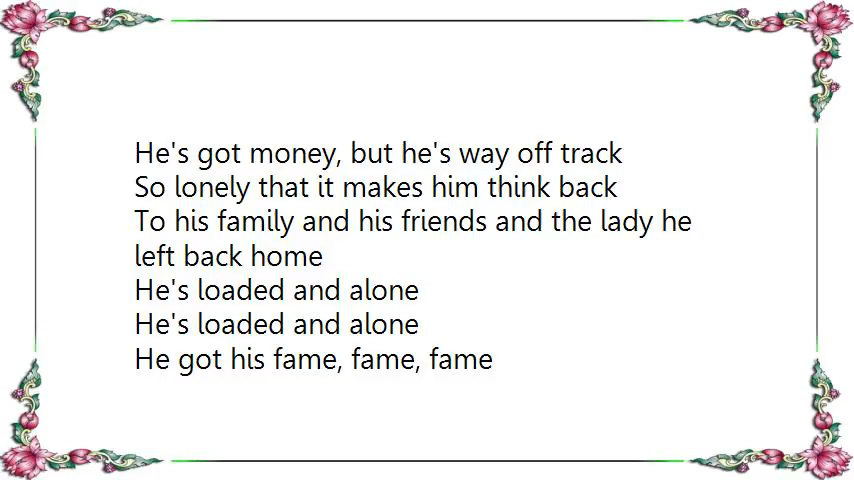 He's got money, but he's way off track
So lonely that it makes him think back
To his family and his friends and the lady he
left back home
He's loaded and alone
He's loaded and alone
He got his fame, fame, fame